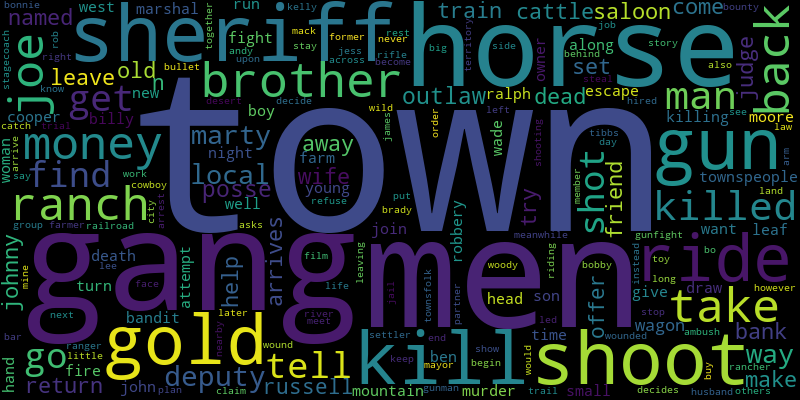 bonnie
west
marshal
together
run
kelly
train
cattle
saloon
come
bounty
stagecoach
rob
joe
named
sheriff
andy
fight
mack
former
rest
never
horse
big
side
territory
job
along
owner
behind
story
judge
back
right
leave
old
n
upon
stay
jess
across
rifle
become
set
steal
also
know
get
new
bullet
brother
desert
decide
outlaw
ralph
dead
escape
hired
man
cooper
billy
boy
wild
james
order
left
killing
see
moore
law
catch
arrive
trial
money
town
marty
night
away
wade
shooting
tibbs
day
gun
woman
say
find
work
cowboy
local
farm
wife
young
shot
member
friend
townspeople
arm
land
ranch
city
arrest
posse
well
refuse
put
brady
try
killed
group
farmer
railroad
asks
join
robbery
meanwhile
gunfight
want
leaf
johnny
mine
death
lee
attempt
help
arrives
film
leaving
men
woody
riding
bobby
instead
toy
bo
long
ride
gang
turn
face
life
jail
townsfolk
partner
head
son
offer
give
draw
however
next
bandit
later
river
meet
led
wounded
stop
take
bar
ranger
little
gold
nearby
wound
settler
end
time
wagon
ambush
bank
go
fire
tell
kill
keep
ben
show
begin
mayor
would
shoot
buy
rancher
way
hand
return
john
plan
deputy
claim
russell
mountain
gunman
murder
trail
small
decides
husband
others
make